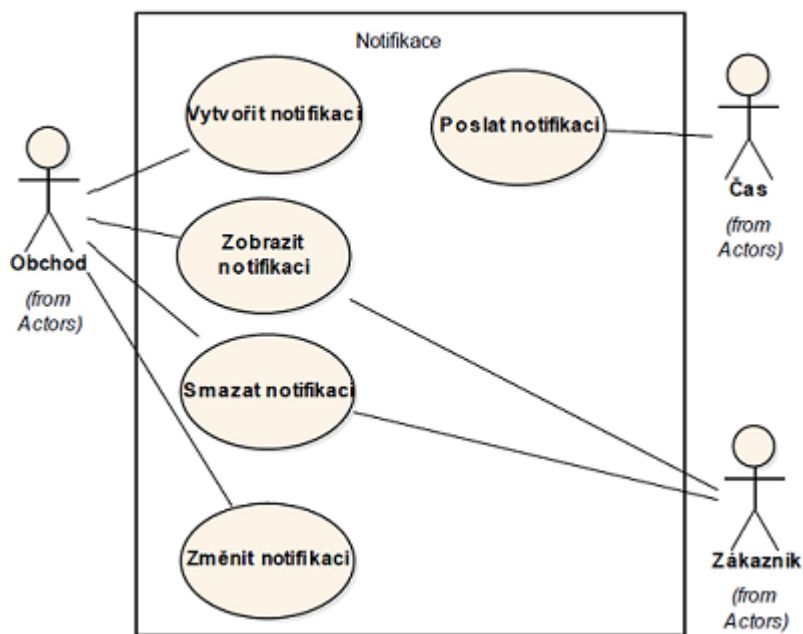 Notifikace
Vytvořit notifikaci
Poslat notifikaci
Čas
(from
Actors)
Obchod
(from
Actors)
Zobrazit
notifikaci
Smazat notifikaci
Změnit notifikaci
Zákazník
(from
Actors)